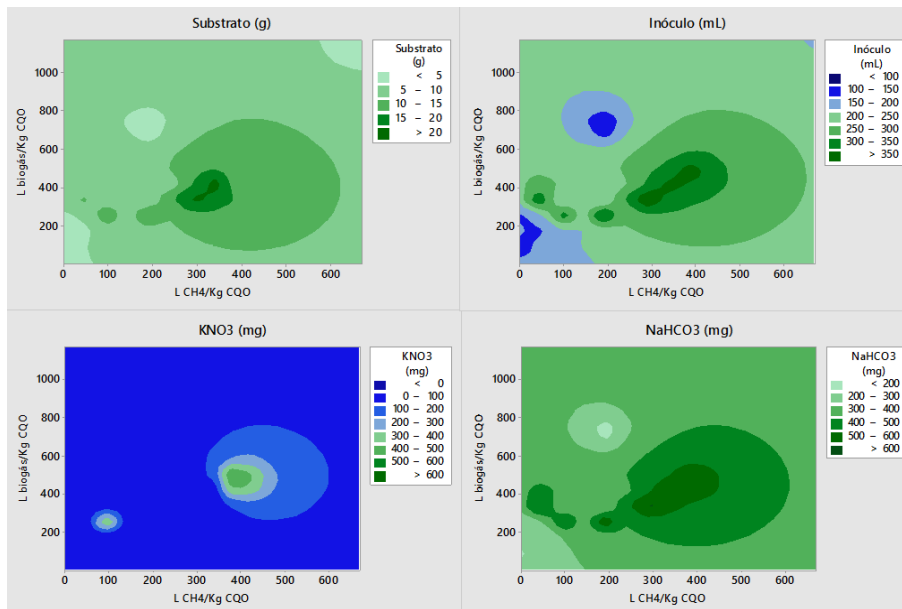 Substrato (g)
L biogás/Kg CQO
1000
800
600
400
200
0
100
200
300
400
500
600
L CH4/Kg CQO
Substrato
(g)
< 5
5 – 10
10 – 15
15 – 20
> 20
Inóculo (mL)
L biogás/Kg CQO
1000
800
600
400
200
0
100
200
300
400
500
600
L CH4/Kg CQO
Inóculo
(mL)
< 100
100 – 150
150 – 200
200 – 250
250 – 300
300 – 350
> 350
KNO3 (mg)
L biogás/Kg CQO
1000
800
600
400
200
0
100
200
300
400
500
600
L CH4/Kg CQO
KNO3
(mg)
< 0
0 – 100
100 – 200
200 – 300
300 – 400
400 – 500
500 – 600
> 600
NaHCO3 (mg)
L biogás/Kg CQO
1000
800
600
400
200
0
100
200
300
400
500
600
L CH4/Kg CQO
NaHCO3
(mg)
< 200
200 – 300
300 – 400
400 – 500
500 – 600
> 600